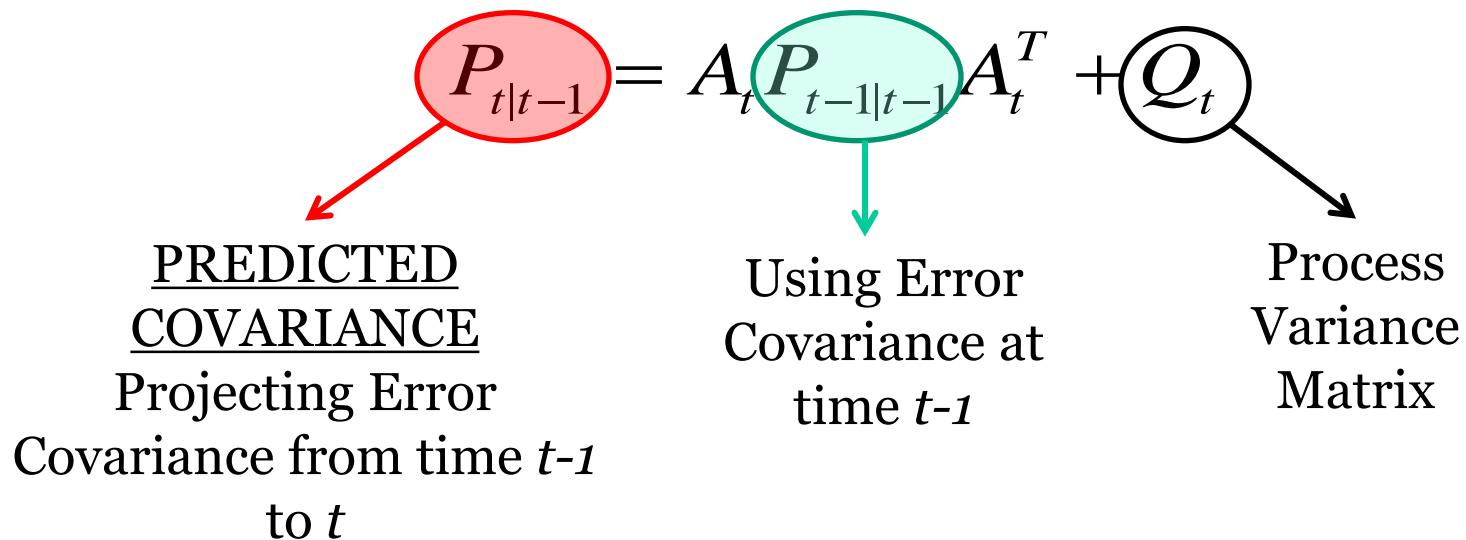 P_{t|t-1} = A_t P_{t-1|t-1} A_t^T + Q_t
PREDICTED
COVARIANCE
Projecting Error
Covariance from time t-1
to t
Using Error
Covariance at
time t-1
Process
Variance
Matrix